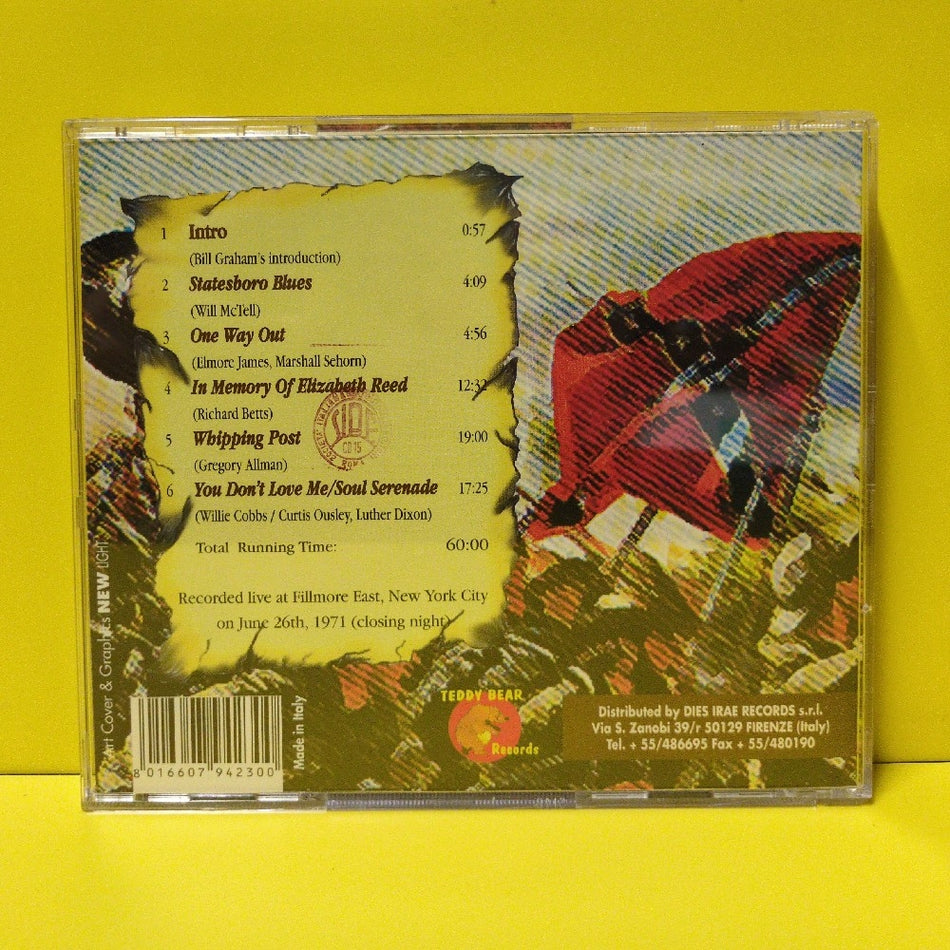 1 Intro 0:57
(Bill Graham's introduction)
2 Statesboro Blues 4:09
(Will McTell)
3 One Way Out 4:56
(Elmore James, Marshall Sehorn)
4 In Memory Of Elizabeth Reed 12:32
(Richard Betts)
5 Whipping Post 19:00
(Gregory Allman)
6 You Don't Love Me/Soul Serenade 17:25
(Willie Cobbs / Curtis Ousley, Luther Dixon)
Total Running Time: 60:00
Recorded live at Fillmore East, New York City
on June 26th, 1971 (closing night)
Art Cover & Graphics NEW LIGHT
8 016607 942300
Made in Italy
TEDDY BEAR
Records
Distributed by DIES IRAE RECORDS s.r.l.
Via S. Zanobi 39/r 50129 FIRENZE (Italy)
Tel. + 55/486695 Fax + 55/480190